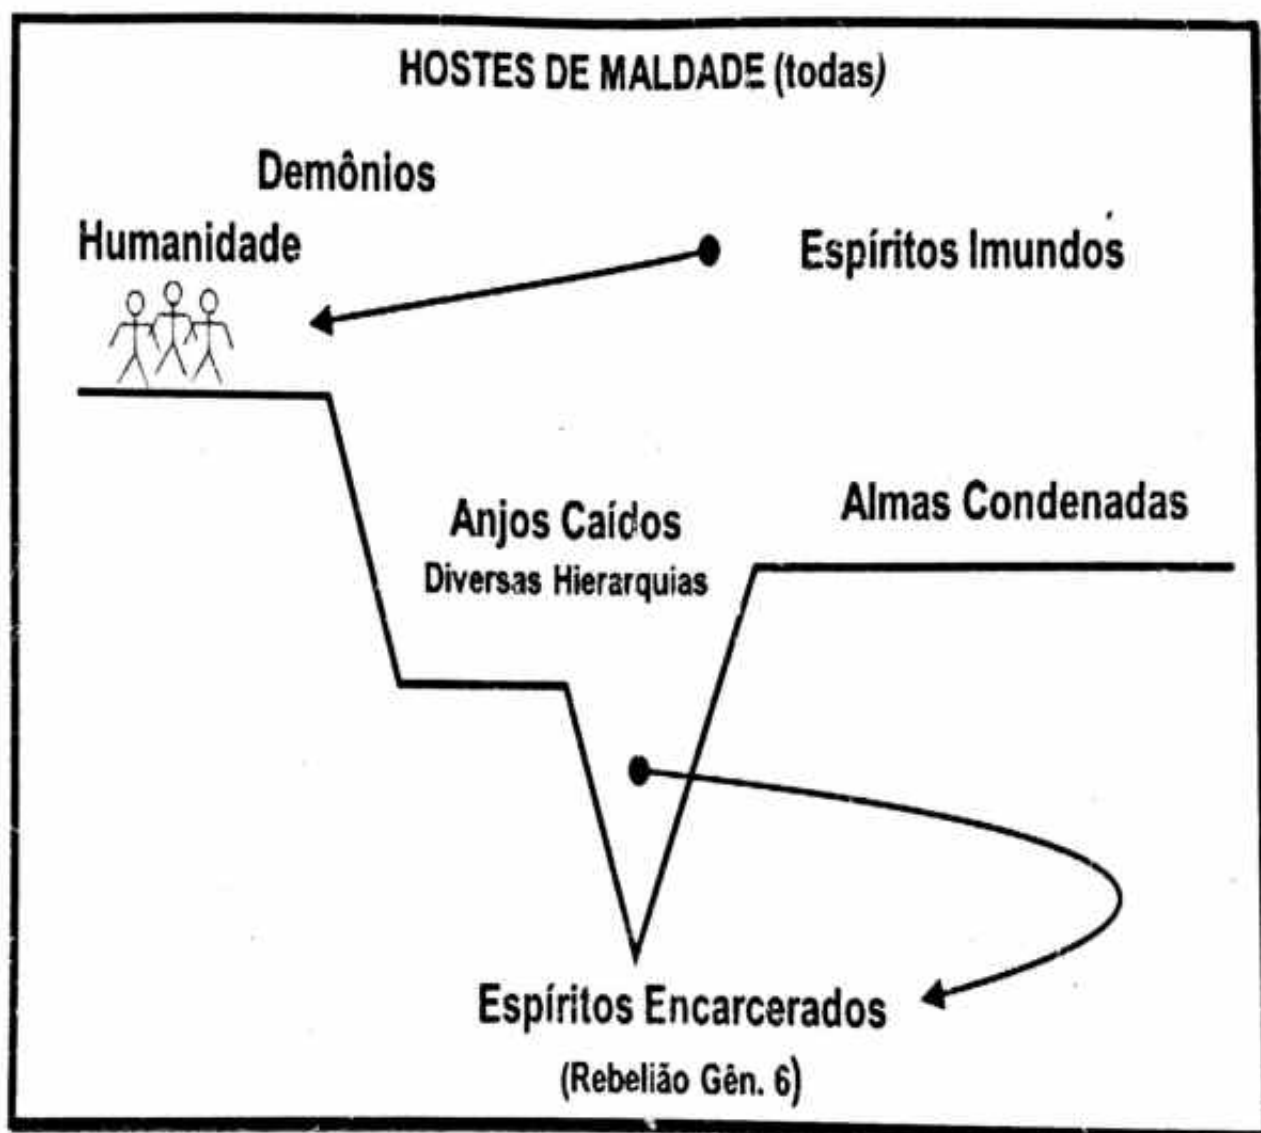 HOSTES DE MALDADE (todas)
Demônios
Humanidade
Espíritos Imundos
Anjos Caídos
Diversas Hierarquias
Almas Condenadas
Espíritos Encarcerados
(Rebelião Gên. 6)